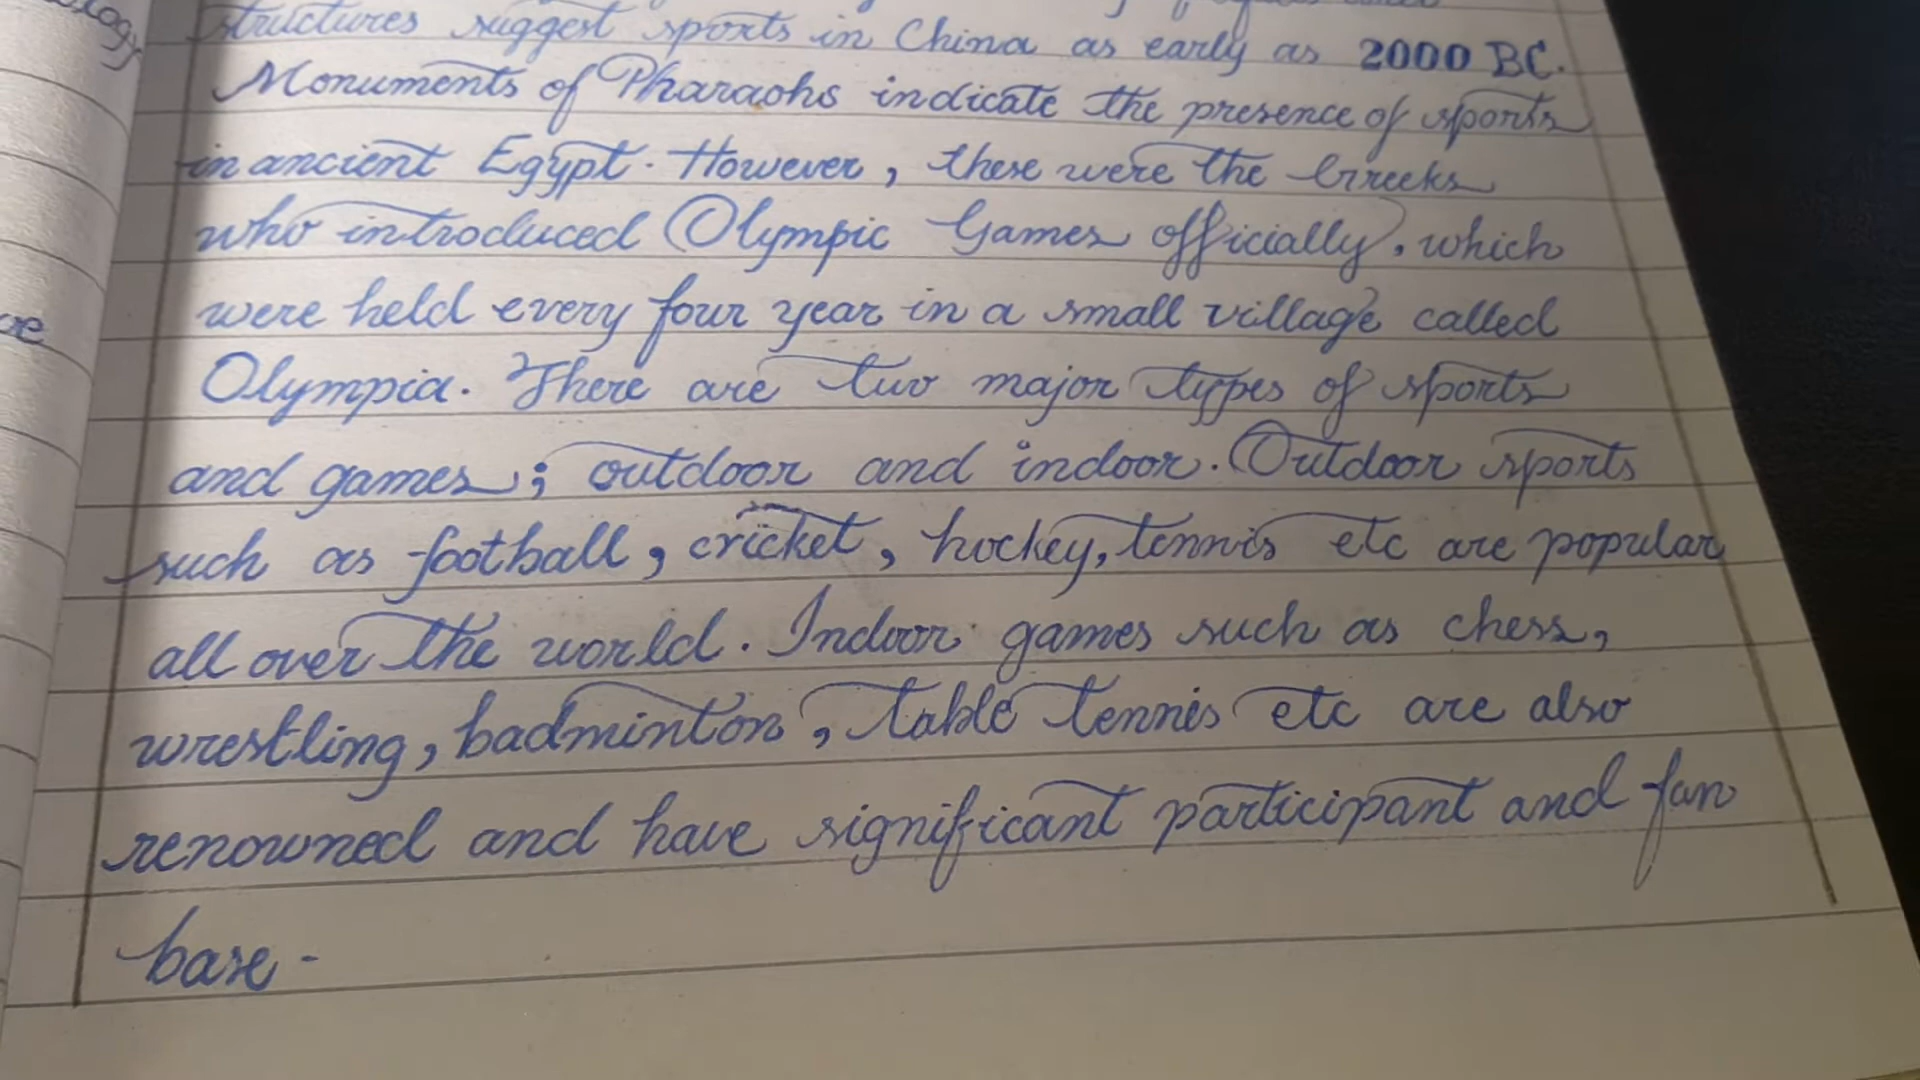 structures suggest sports in China as early as 2000 BC.
Monuments of Pharaohs indicate the presence of sports
in ancient Egypt. However, these were the Greeks
who introduced Olympic Games officially, which
were held every four year in a small village called
Olympia. There are two major types of sports
and games; outdoor and indoor. Outdoor sports
such as football, cricket, hockey, tennis etc are popular
all over the world. Indoor games such as chess,
wrestling, badminton, table tennis etc are also
renowned and have significant participant and fan
base.